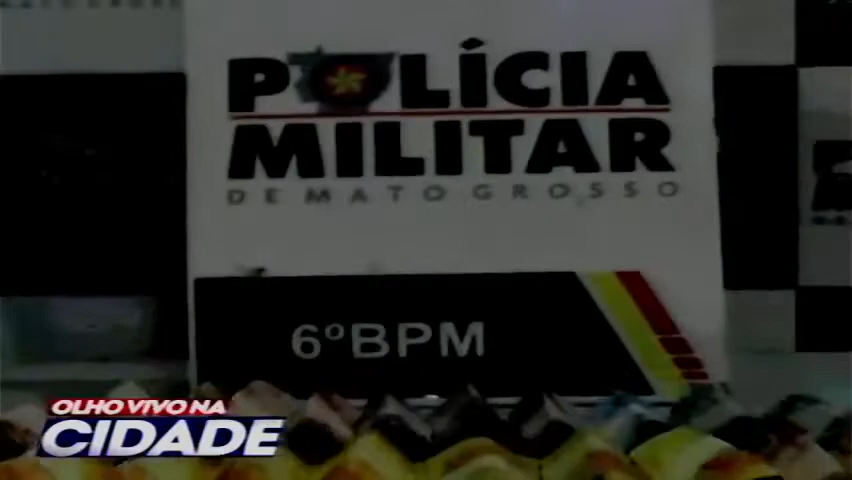 POLÍCIA
MILITAR
DE MATO GROSSO
6ºBPM
OLHO VIVO NA
CIDADE